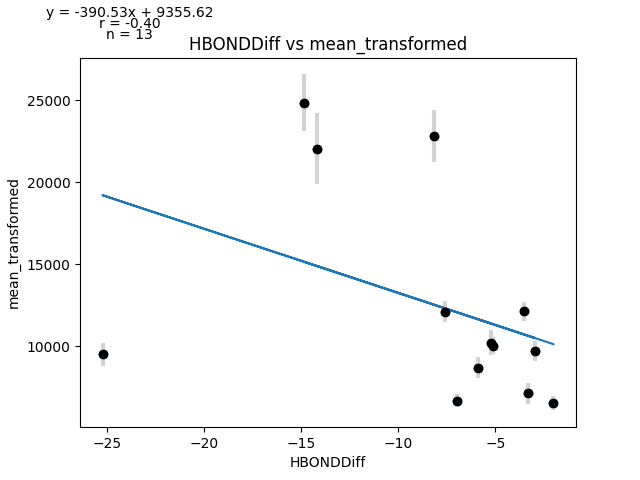 y = -390.53x + 9355.62
r = -0.40
n = 13
HBONDDiff vs mean_transformed
25000
20000
15000
10000
mean_transformed
−25
−20
−15
−10
−5
HBONDDiff